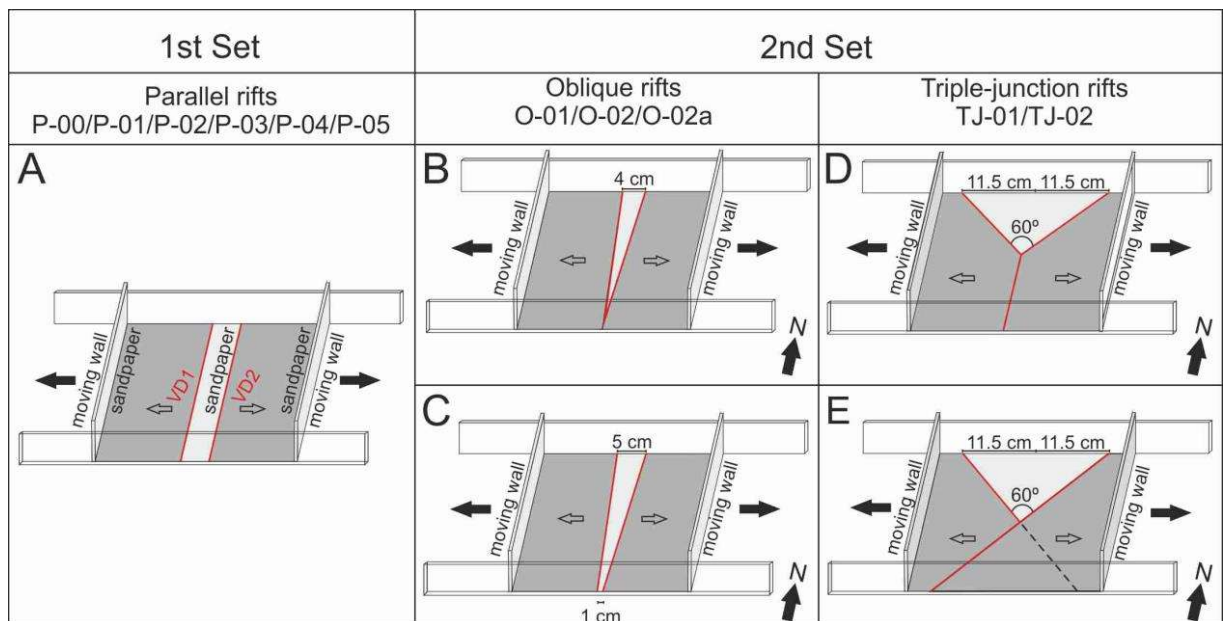 1st Set
2nd Set
Parallel rifts
P-00/P-01/P-02/P-03/P-04/P-05
Oblique rifts
O-01/O-02/O-02a
Triple-junction rifts
TJ-01/TJ-02
A
moving wall
sandpaper
VD1
sandpaper
VD2
sandpaper
moving wall
B
4 cm
moving wall
moving wall
N
C
5 cm
moving wall
moving wall
1 cm
N
D
11.5 cm 11.5 cm
60º
moving wall
moving wall
N
E
11.5 cm 11.5 cm
60º
moving wall
moving wall
N